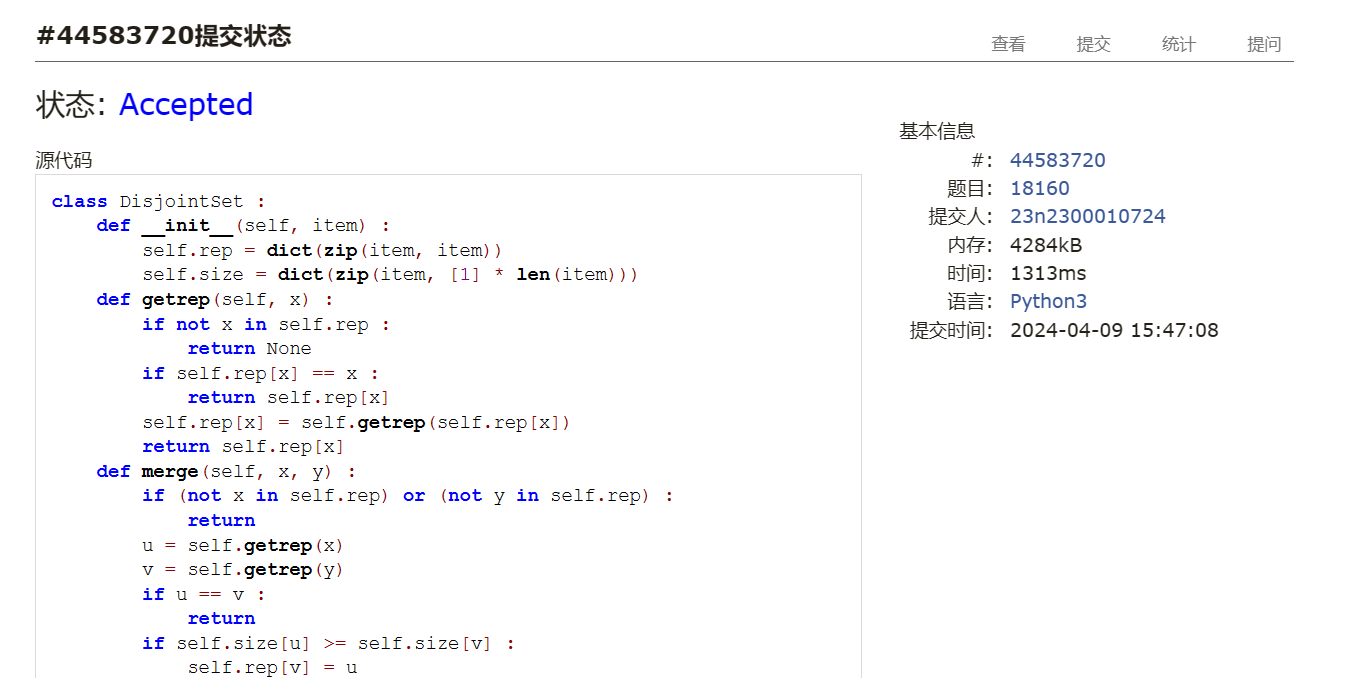 #44583720提交状态
查看 提交 统计 提问
状态: Accepted
源代码
class DisjointSet :
    def __init__(self, item) :
        self.rep = dict(zip(item, item))
        self.size = dict(zip(item, [1] * len(item)))
    def getrep(self, x) :
        if not x in self.rep :
            return None
        if self.rep[x] == x :
            return self.rep[x]
        self.rep[x] = self.getrep(self.rep[x])
        return self.rep[x]
    def merge(self, x, y) :
        if (not x in self.rep) or (not y in self.rep) :
            return
        u = self.getrep(x)
        v = self.getrep(y)
        if u == v :
            return
        if self.size[u] >= self.size[v] :
            self.rep[v] = u
基本信息
#: 44583720
题目: 18160
提交人: 23n2300010724
内存: 4284kB
时间: 1313ms
语言: Python3
提交时间: 2024-04-09 15:47:08